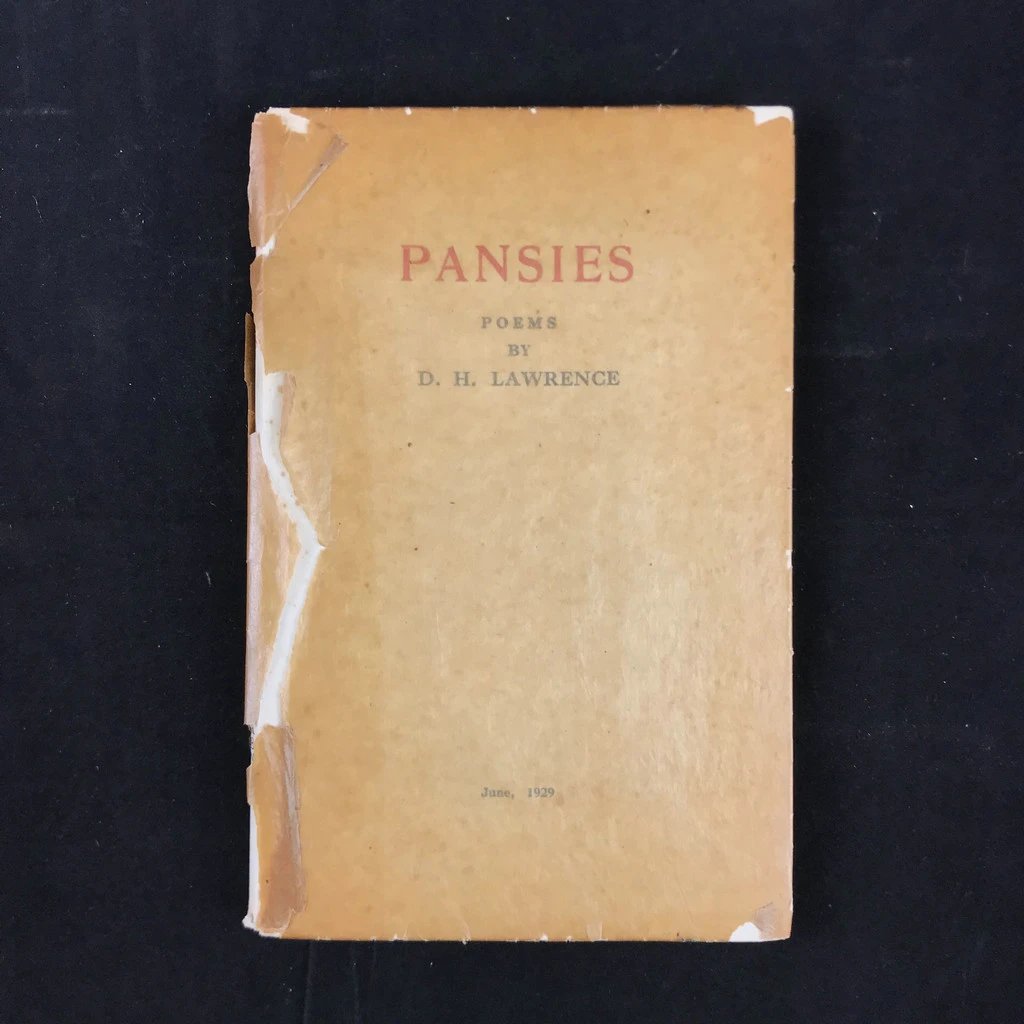 PANSIES
POEMS
BY
D. H. LAWRENCE
June, 1929